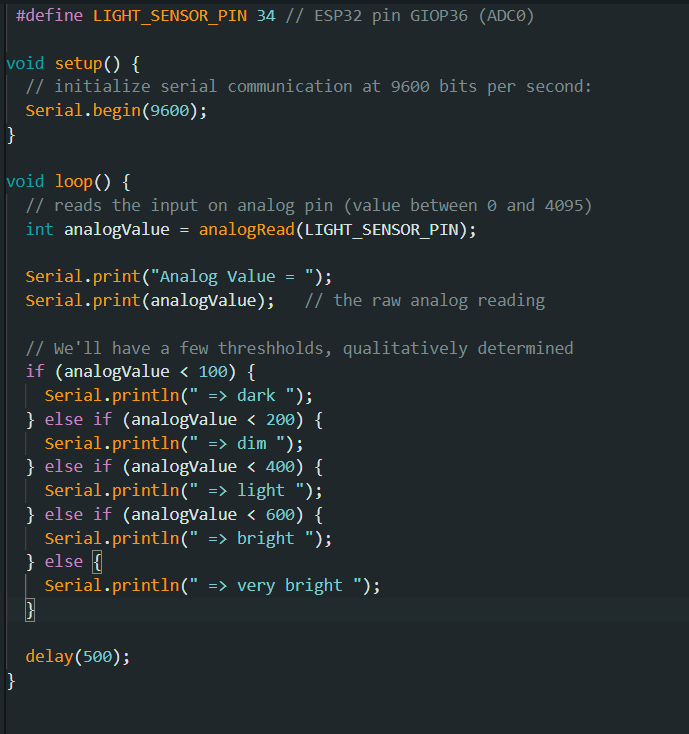 #define LIGHT_SENSOR_PIN 34 // ESP32 pin GIOP36 (ADC0)
void setup() {
// initialize serial communication at 9600 bits per second:
Serial.begin(9600);
}
void loop() {
// reads the input on analog pin (value between 0 and 4095)
int analogValue = analogRead(LIGHT_SENSOR_PIN);
Serial.print("Analog Value = ");
Serial.print(analogValue);   // the raw analog reading
// We'll have a few threshholds, qualitatively determined
if (analogValue < 100) {
Serial.println(" => dark ");
} else if (analogValue < 200) {
Serial.println(" => dim ");
} else if (analogValue < 400) {
Serial.println(" => light ");
} else if (analogValue < 600) {
Serial.println(" => bright ");
} else {
Serial.println(" => very bright ");
}
delay(500);
}